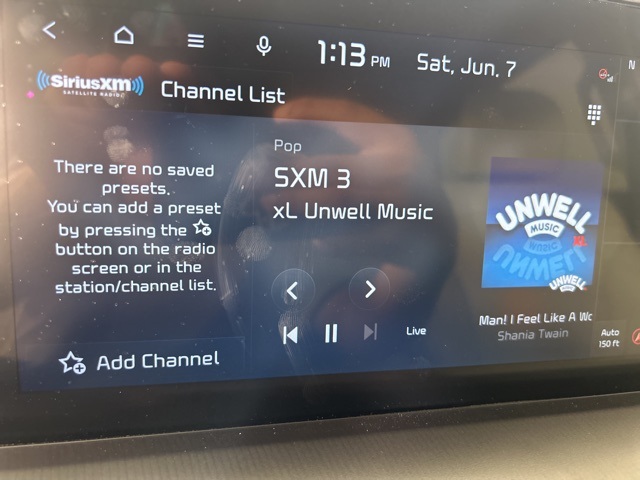 1:13 PM
Sat, Jun, 7
N
SiriusXM
SATELLITE RADIO
Channel List
There are no saved
presets.
You can add a preset
by pressing the
button on the radio
screen or in the
station/channel list.
Add Channel
Pop
SXM 3
xL Unwell Music
Live
UNWELL
MUSIC
MUSIC
UNWELL
UNWELL
Man! I Feel Like A Wo
Shania Twain
Auto
150 ft